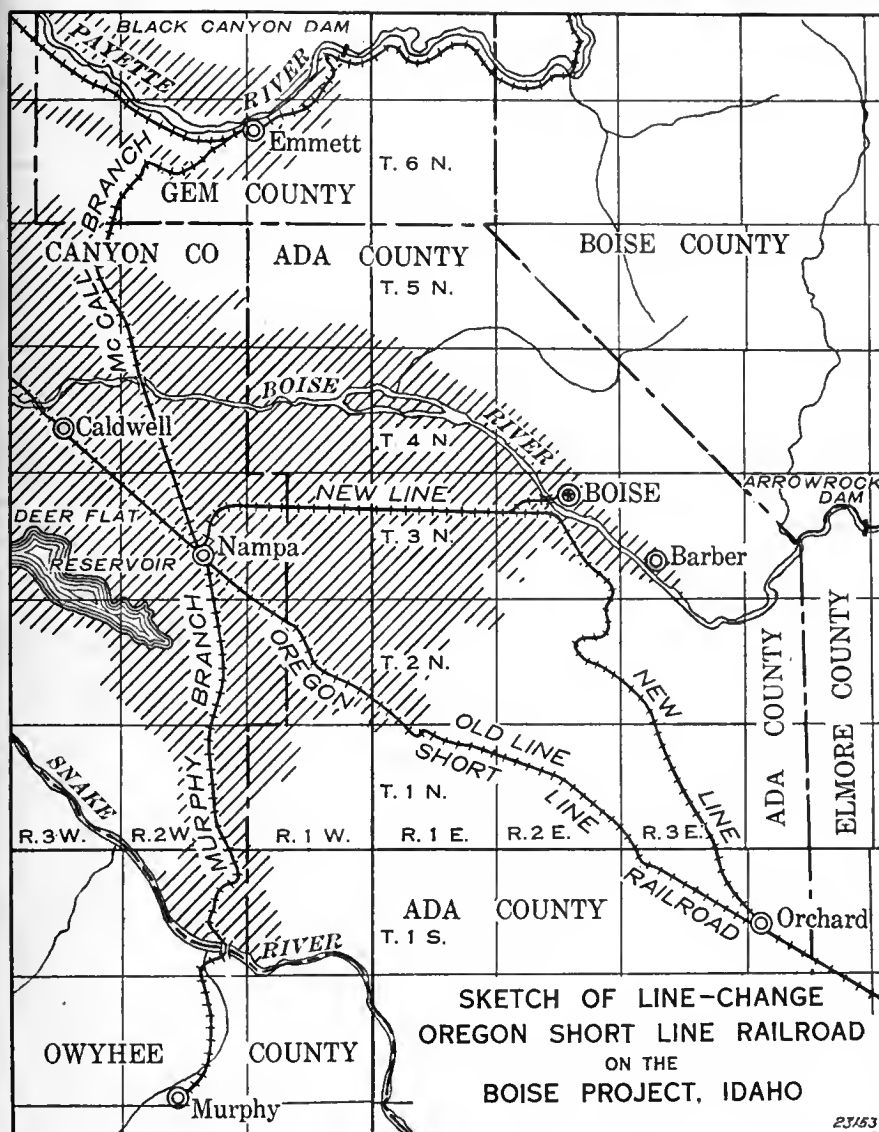 BLACK CANYON DAM
PAYETTE RIVER
Emmett
T. 6 N.
GEM COUNTY
MCCALL BRANCH
CANYON CO
ADA COUNTY
BOISE COUNTY
T. 5 N.
BOISE RIVER
Caldwell
T. 4 N.
NEW LINE
BOISE
ARROWROCK
DAM
DEER FLAT
RESERVOIR
Nampa
T. 3 N.
Barber
MURPHY BRANCH
OREGON
T. 2 N.
NEW LINE
ADA COUNTY
ELMORE COUNTY
OLD LINE
SHORT LINE
RAILROAD
SNAKE
RIVER
T. 1 N.
R. 3 W.
R. 2 W.
R. 1 W.
R. 1 E.
R. 2 E.
R. 3 E.
ADA COUNTY
Orchard
T. 1 S.
OWYHEE COUNTY
Murphy
SKETCH OF LINE-CHANGE
OREGON SHORT LINE RAILROAD
ON THE
BOISE PROJECT, IDAHO
23153